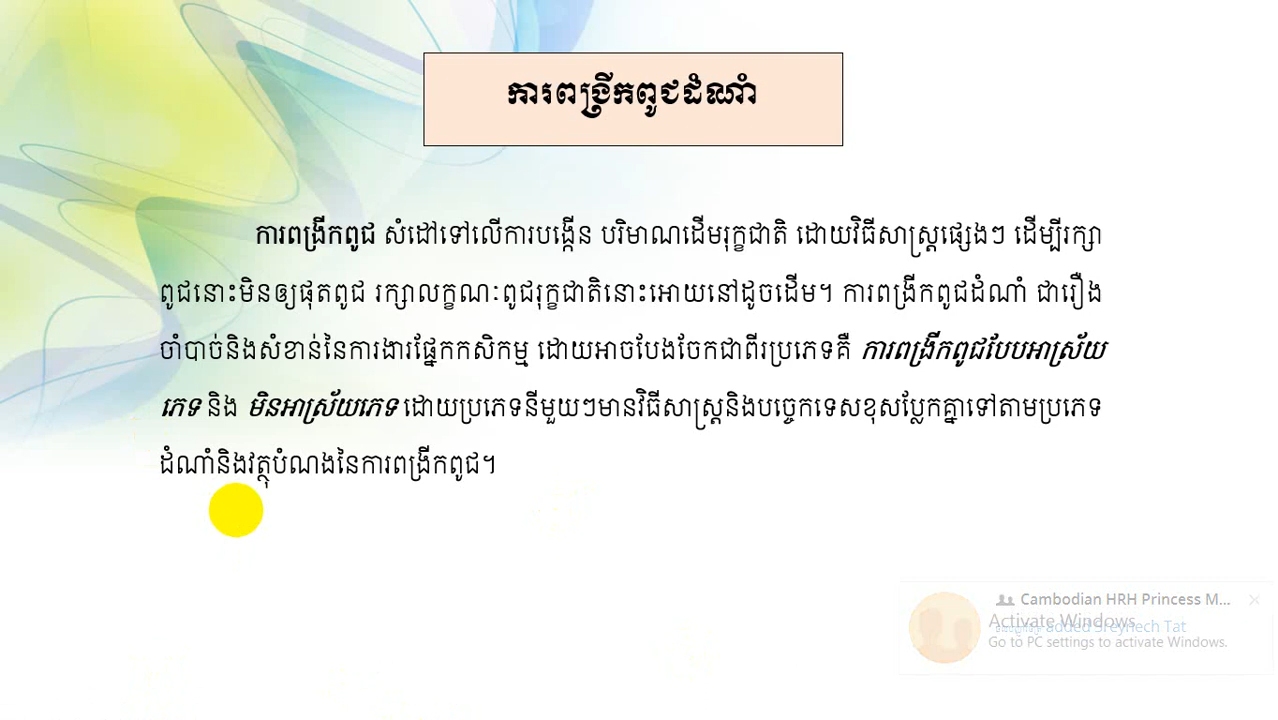 ការពង្រីកពូជដំណាំ
ការពង្រីកពូជ សំដៅទៅលើការបង្កើន បរិមាណដើមរុក្ខជាតិ ដោយវិធីសាស្ត្រផ្សេងៗ ដើម្បីរក្សា
ពូជនោះមិនឲ្យផុតពូជ រក្សាលក្ខណៈពូជរុក្ខជាតិនោះអោយនៅដូចដើម។ ការពង្រីកពូជដំណាំ ជារឿង
ចាំបាច់និងសំខាន់នៃការងារផ្នែកកសិកម្ម ដោយអាចបែងចែកជាពីរប្រភេទគឺ ការពង្រីកពូជបែបអាស្រ័យ
ភេទ និង មិនអាស្រ័យភេទ ដោយប្រភេទនីមួយៗមានវិធីសាស្ត្រនិងបច្ចេកទេសខុសប្លែកគ្នាទៅតាមប្រភេទ
ដំណាំនិងវត្ថុបំណងនៃការពង្រីកពូជ។
Cambodian HRH Princess M...
Activate Windows
added Sreynech Tat
Go to PC settings to activate Windows.